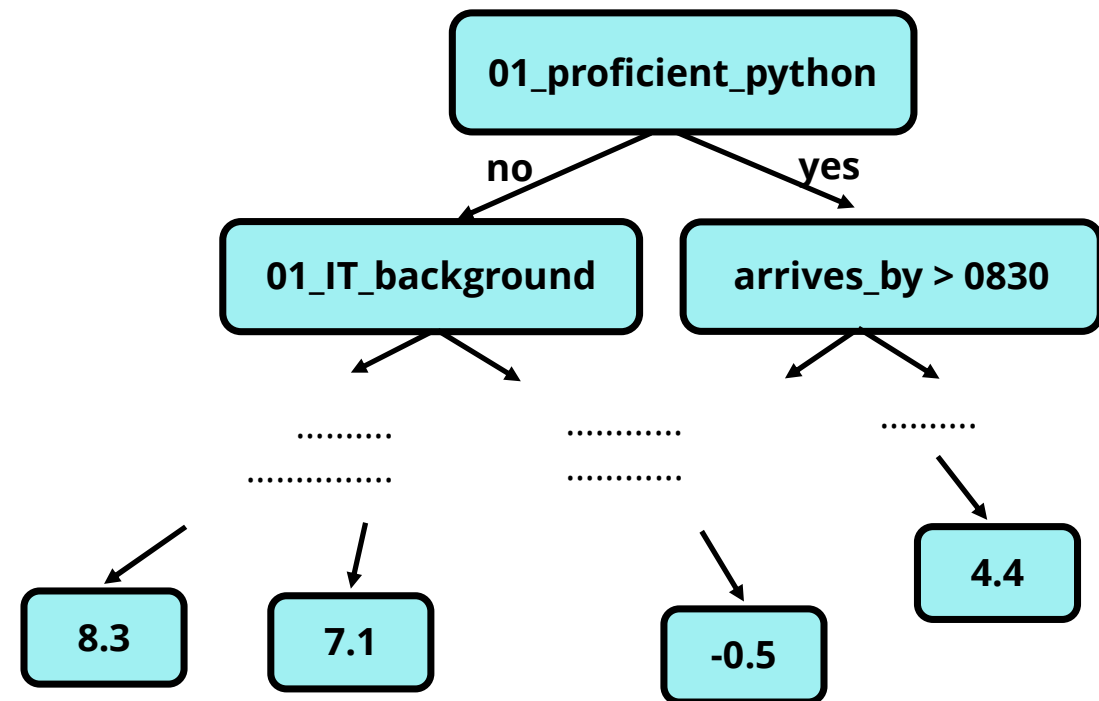 01_proficient_python
no
yes
01_IT_background
arrives_by > 0830
..........
............
..........
...............
............
8.3
7.1
-0.5
4.4